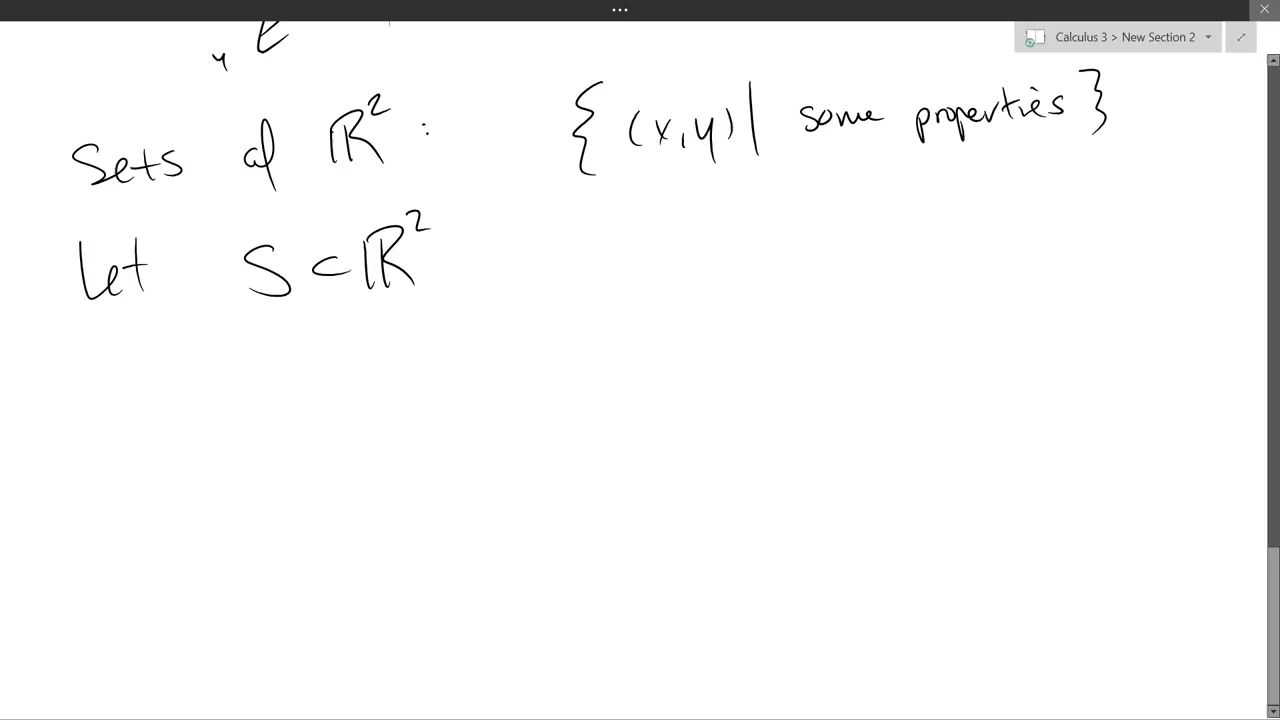 ...
Calculus 3 > New Section 2
Sets of ℝ² : { (x,y) | some properties }
Let S ⊂ ℝ²